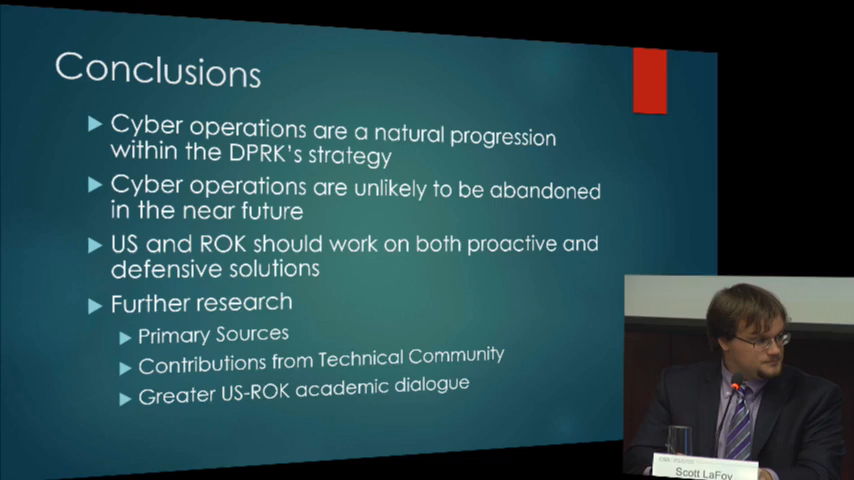 Conclusions
Cyber operations are a natural progression
within the DPRK's strategy
Cyber operations are unlikely to be abandoned
in the near future
US and ROK should work on both proactive and
defensive solutions
Further research
Primary Sources
Contributions from Technical Community
Greater US-ROK academic dialogue
Scott LaFoy